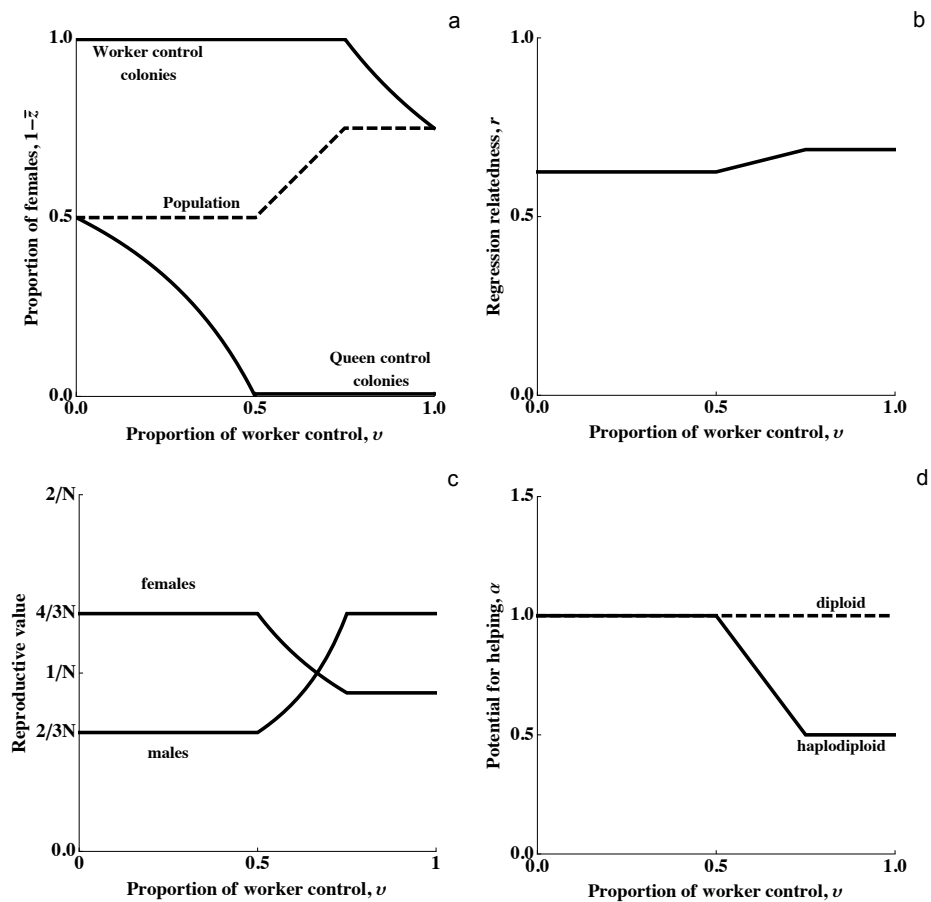 a
1.0
Worker control
colonies
Proportion of females, 1−z̄
Population
0.5
Queen control
colonies
0.0
0.0
0.5
1.0
Proportion of worker control, υ
b
1.0
Regression relatedness, r
0.5
0.0
0.0
0.5
1.0
Proportion of worker control, υ
c
2/N
Reproductive value
females
4/3N
1/N
2/3N
males
0.0
0
0.5
1
Proportion of worker control, υ
d
1.5
Potential for helping, α
diploid
1.0
0.5
haplodiploid
0.0
0.0
0.5
1.0
Proportion of worker control, υ